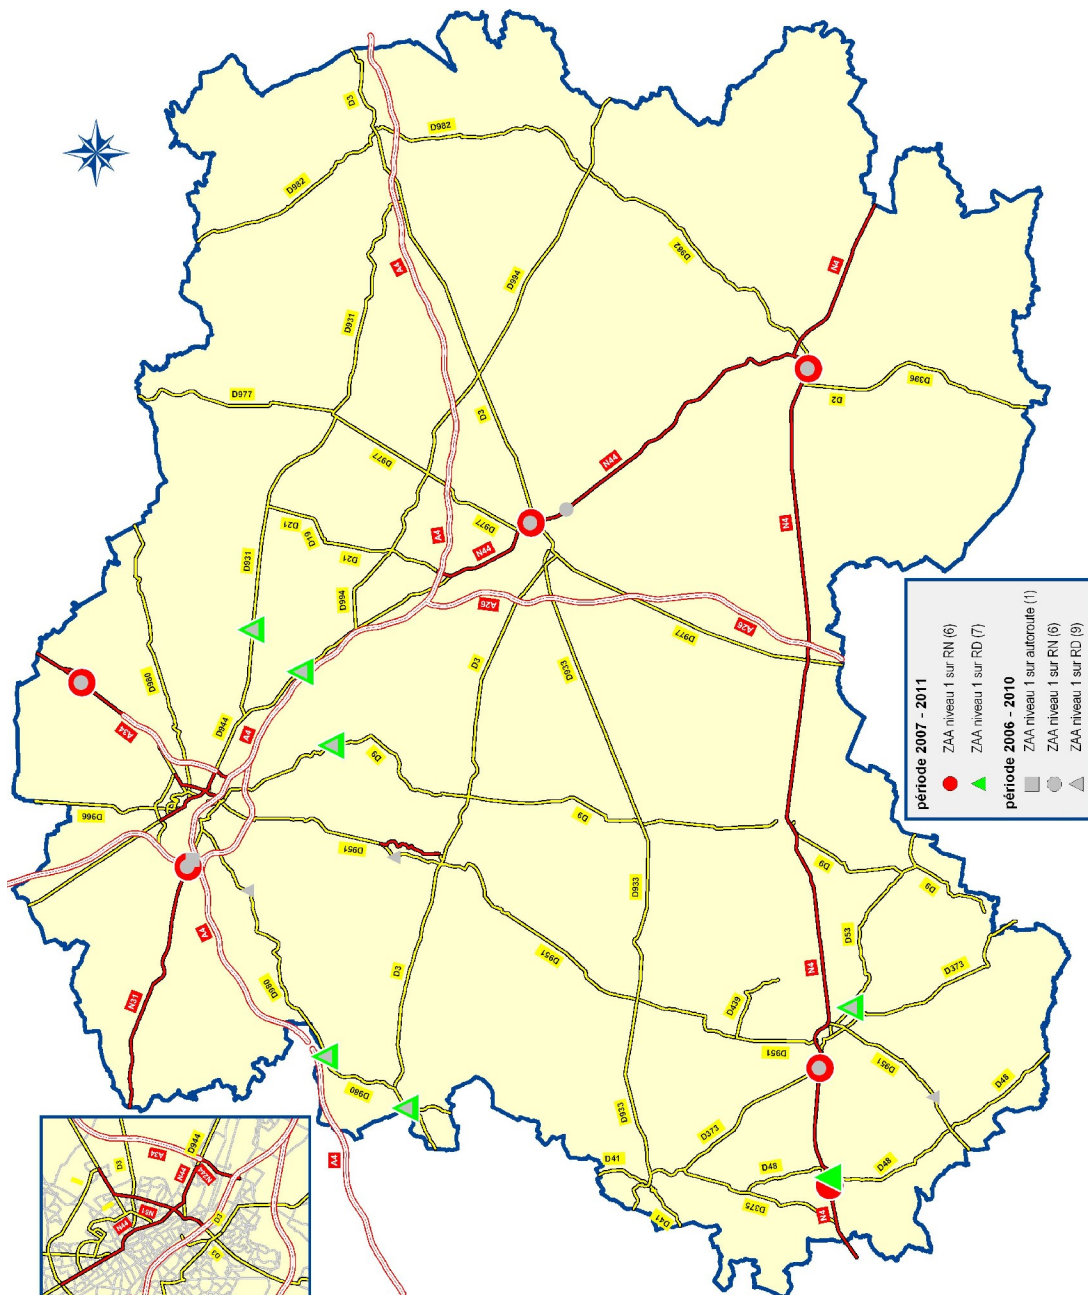 D3
D982
D982
A4
D994
D982
N4
D931
D977
D3
D396
D2
D977
N44
N4
D21
D19
D977
A4
D931
D21
N44
D994
A26
D977
A26
D3
D933
D980
A34
D944
A4
D9
D966
D9
D951
D933
D9
D9
A4
D53
N31
D3
D951
N4
D373
D980
D439
D951
D951
D980
D48
D933
D373
A4
D41
D48
D48
D375
D41
N4
D944
A34
D3
N44
N244
N51
N44
D3
D3
période 2007 - 2011
ZAA niveau 1 sur RN (6)
ZAA niveau 1 sur RD (7)
période 2006 - 2010
ZAA niveau 1 sur autoroute (1)
ZAA niveau 1 sur RN (6)
ZAA niveau 1 sur RD (9)